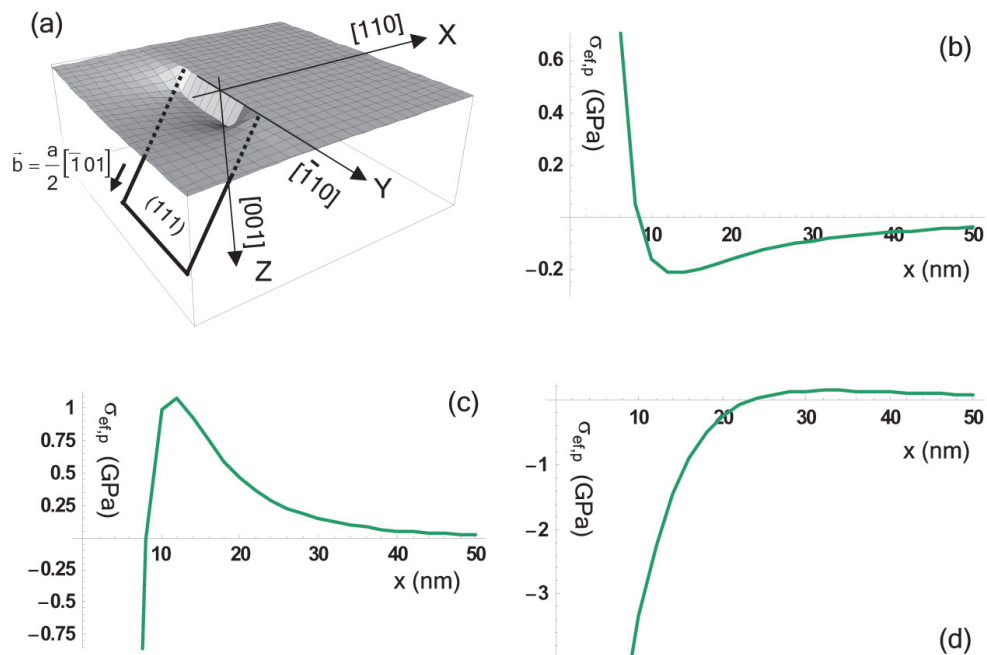 (a)
[110]
X
b⃗ = a/2 [1̄01]
(111)
[1̄10]
Y
[001]
Z
(b)
σef,p (GPa)
0.6
0.4
0.2
−0.2
10 20 30 40 50
x (nm)
(c)
σef,p (GPa)
1
0.75
0.5
0.25
−0.25
−0.5
−0.75
10 20 30 40 50
x (nm)
(d)
σef,p (GPa)
10 20 30 40 50
x (nm)
−1
−2
−3